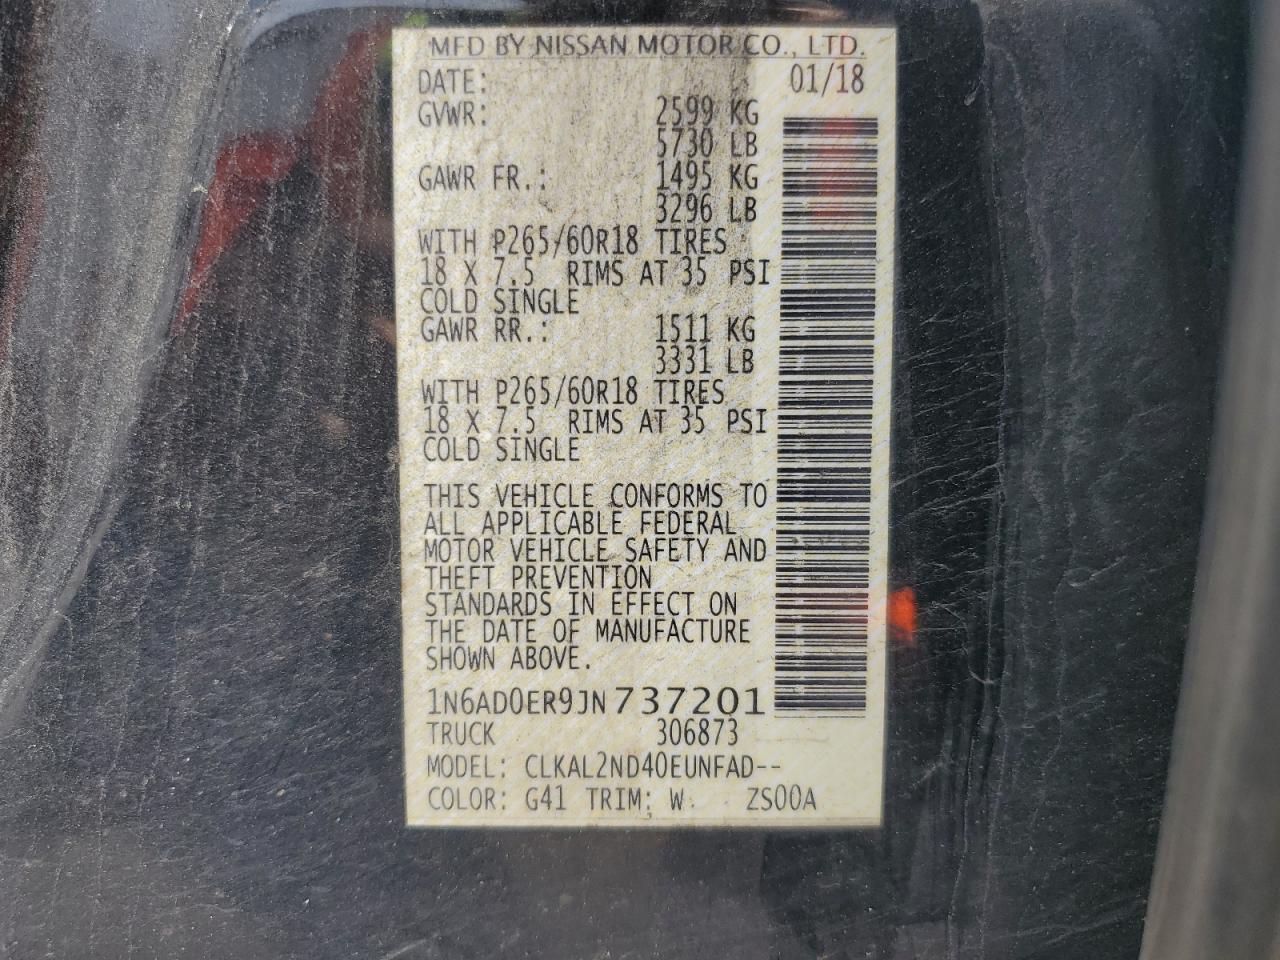 MFD BY NISSAN MOTOR CO., LTD.
DATE: 01/18
GVWR: 2599 KG
5730 LB
GAWR FR.: 1495 KG
3296 LB
WITH P265/60R18 TIRES
18 X 7.5 RIMS AT 35 PSI
COLD SINGLE
GAWR RR.: 1511 KG
3331 LB
WITH P265/60R18 TIRES
18 X 7.5 RIMS AT 35 PSI
COLD SINGLE
THIS VEHICLE CONFORMS TO
ALL APPLICABLE FEDERAL
MOTOR VEHICLE SAFETY AND
THEFT PREVENTION
STANDARDS IN EFFECT ON
THE DATE OF MANUFACTURE
SHOWN ABOVE.
1N6AD0ER9JN737201
TRUCK 306873
MODEL: CLKAL2ND40EUNFAD--
COLOR: G41 TRIM: W ZS00A